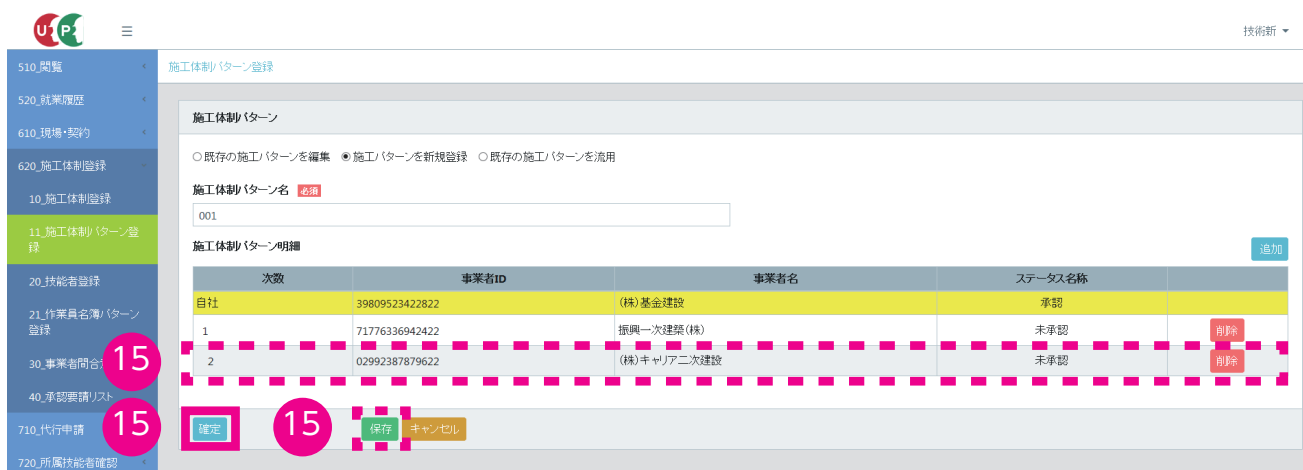 U P
技術新
510_閲覧
施工体制パターン登録
520_就業履歴
施工体制パターン
610_現場・契約
既存の施工パターンを編集 施工パターンを新規登録 既存の施工パターンを流用
620_施工体制登録
施工体制パターン名 必須
10_施工体制登録
001
11_施工体制パターン登
録
施工体制パターン明細 追加
次数 事業者ID 事業者名 ステータス名称
20_技能者登録
自社 39809523422822 (株)基金建設 承認
21_作業員名簿パターン
登録
1 71776336942422 振興一次建築(株) 未承認 削除
30_事業者間合 15
2 02992387879622 (株)キャリア二次建設 未承認 削除
40_承認要請リスト
710_代行申請 15 確定 15 保存 キャンセル
720_所属技能者確認